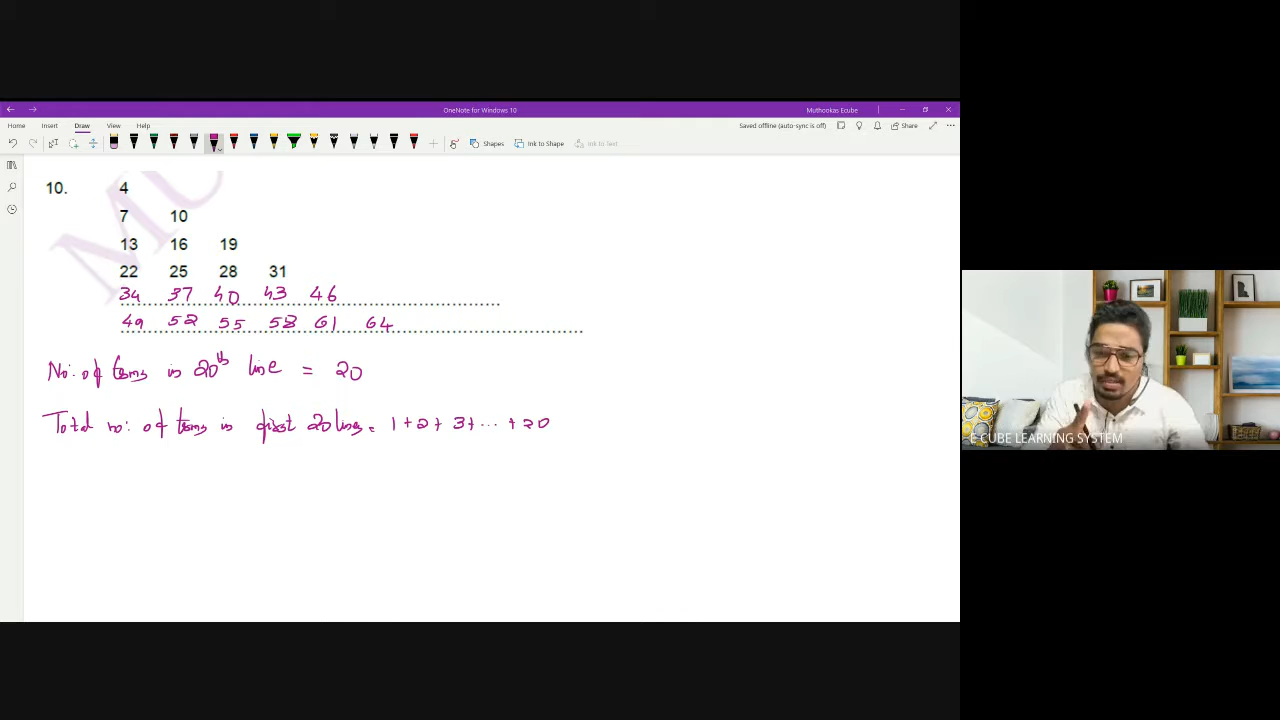 OneNote for Windows 10
Muthookas Ecube
Home Insert Draw View Help
Saved offline (auto-sync is off)
Share
Shapes
Ink to Shape
Ink to Text
10. 4
7 10
13 16 19
22 25 28 31
34 37 40 43 46
49 52 55 58 61 64
No: of terms in 20th line = 20
Total no: of terms in first 20 lines = 1+2+3+...+20
E CUBE LEARNING SYSTEM